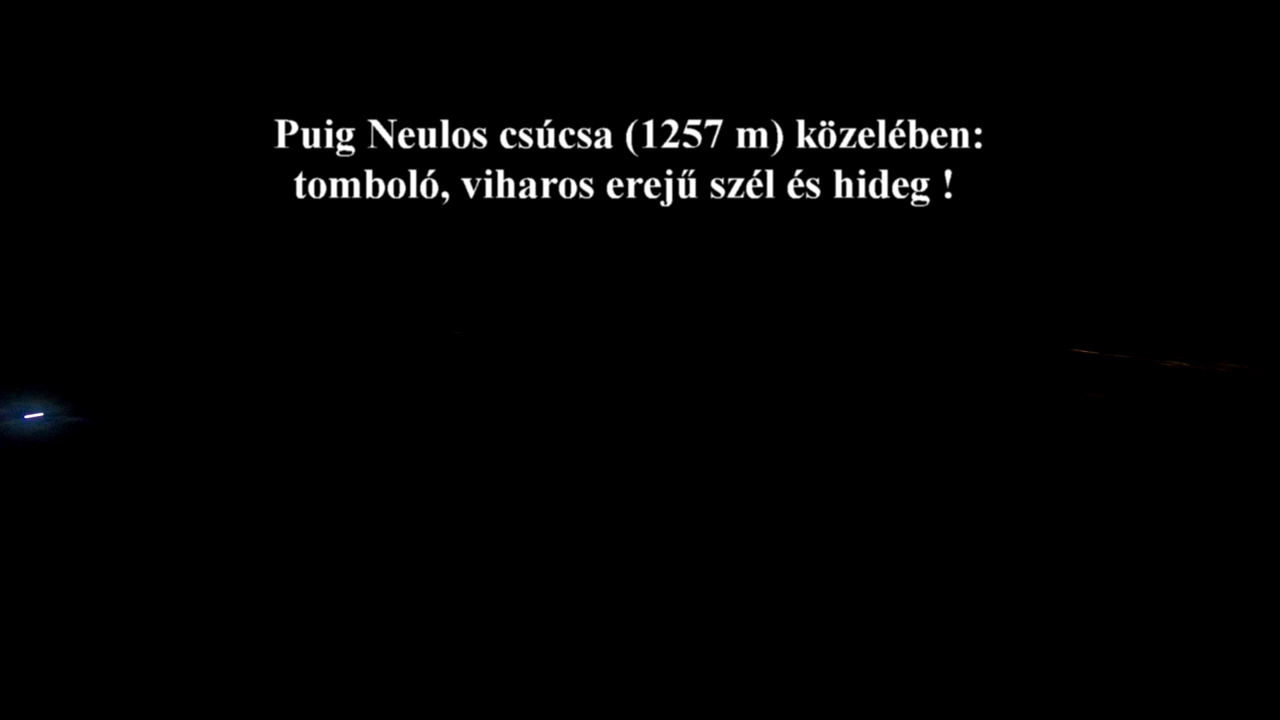 Puig Neulos csúcsa (1257 m) közelében:
tomboló, viharos erejű szél és hideg !